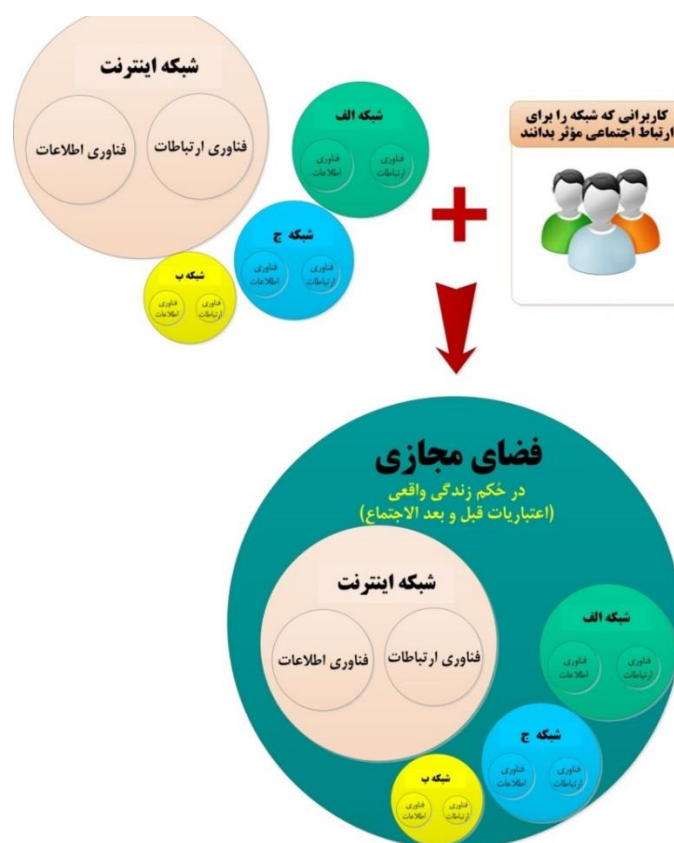 شبکه اینترنت
فناوری ارتباطات
فناوری اطلاعات
شبکه الف
فناوری
ارتباطات
فناوری
اطلاعات
شبکه ج
فناوری
ارتباطات
فناوری
اطلاعات
شبکه ب
فناوری
ارتباطات
فناوری
اطلاعات
کاربرانی که شبکه را برای
ارتباط اجتماعی مؤثر بدانند
فضای مجازی
در حُکم زندگی واقعی
(اعتباریات قبل و بعد الاجتماع)
شبکه اینترنت
فناوری ارتباطات
فناوری اطلاعات
شبکه الف
فناوری
ارتباطات
فناوری
اطلاعات
شبکه ج
فناوری
ارتباطات
فناوری
اطلاعات
شبکه ب
فناوری
ارتباطات
فناوری
اطلاعات